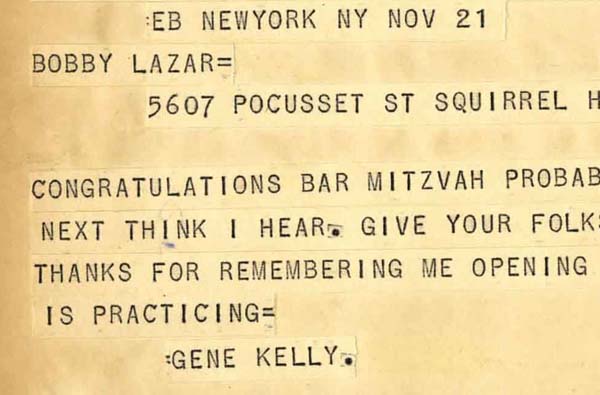 :EB NEWYORK NY NOV 21
BOBBY LAZAR=
5607 POCUSSET ST SQUIRREL H
CONGRATULATIONS BAR MITZVAH PROBAB
NEXT THINK I HEAR. GIVE YOUR FOLKS
THANKS FOR REMEMBERING ME OPENING
IS PRACTICING=
:GENE KELLY.